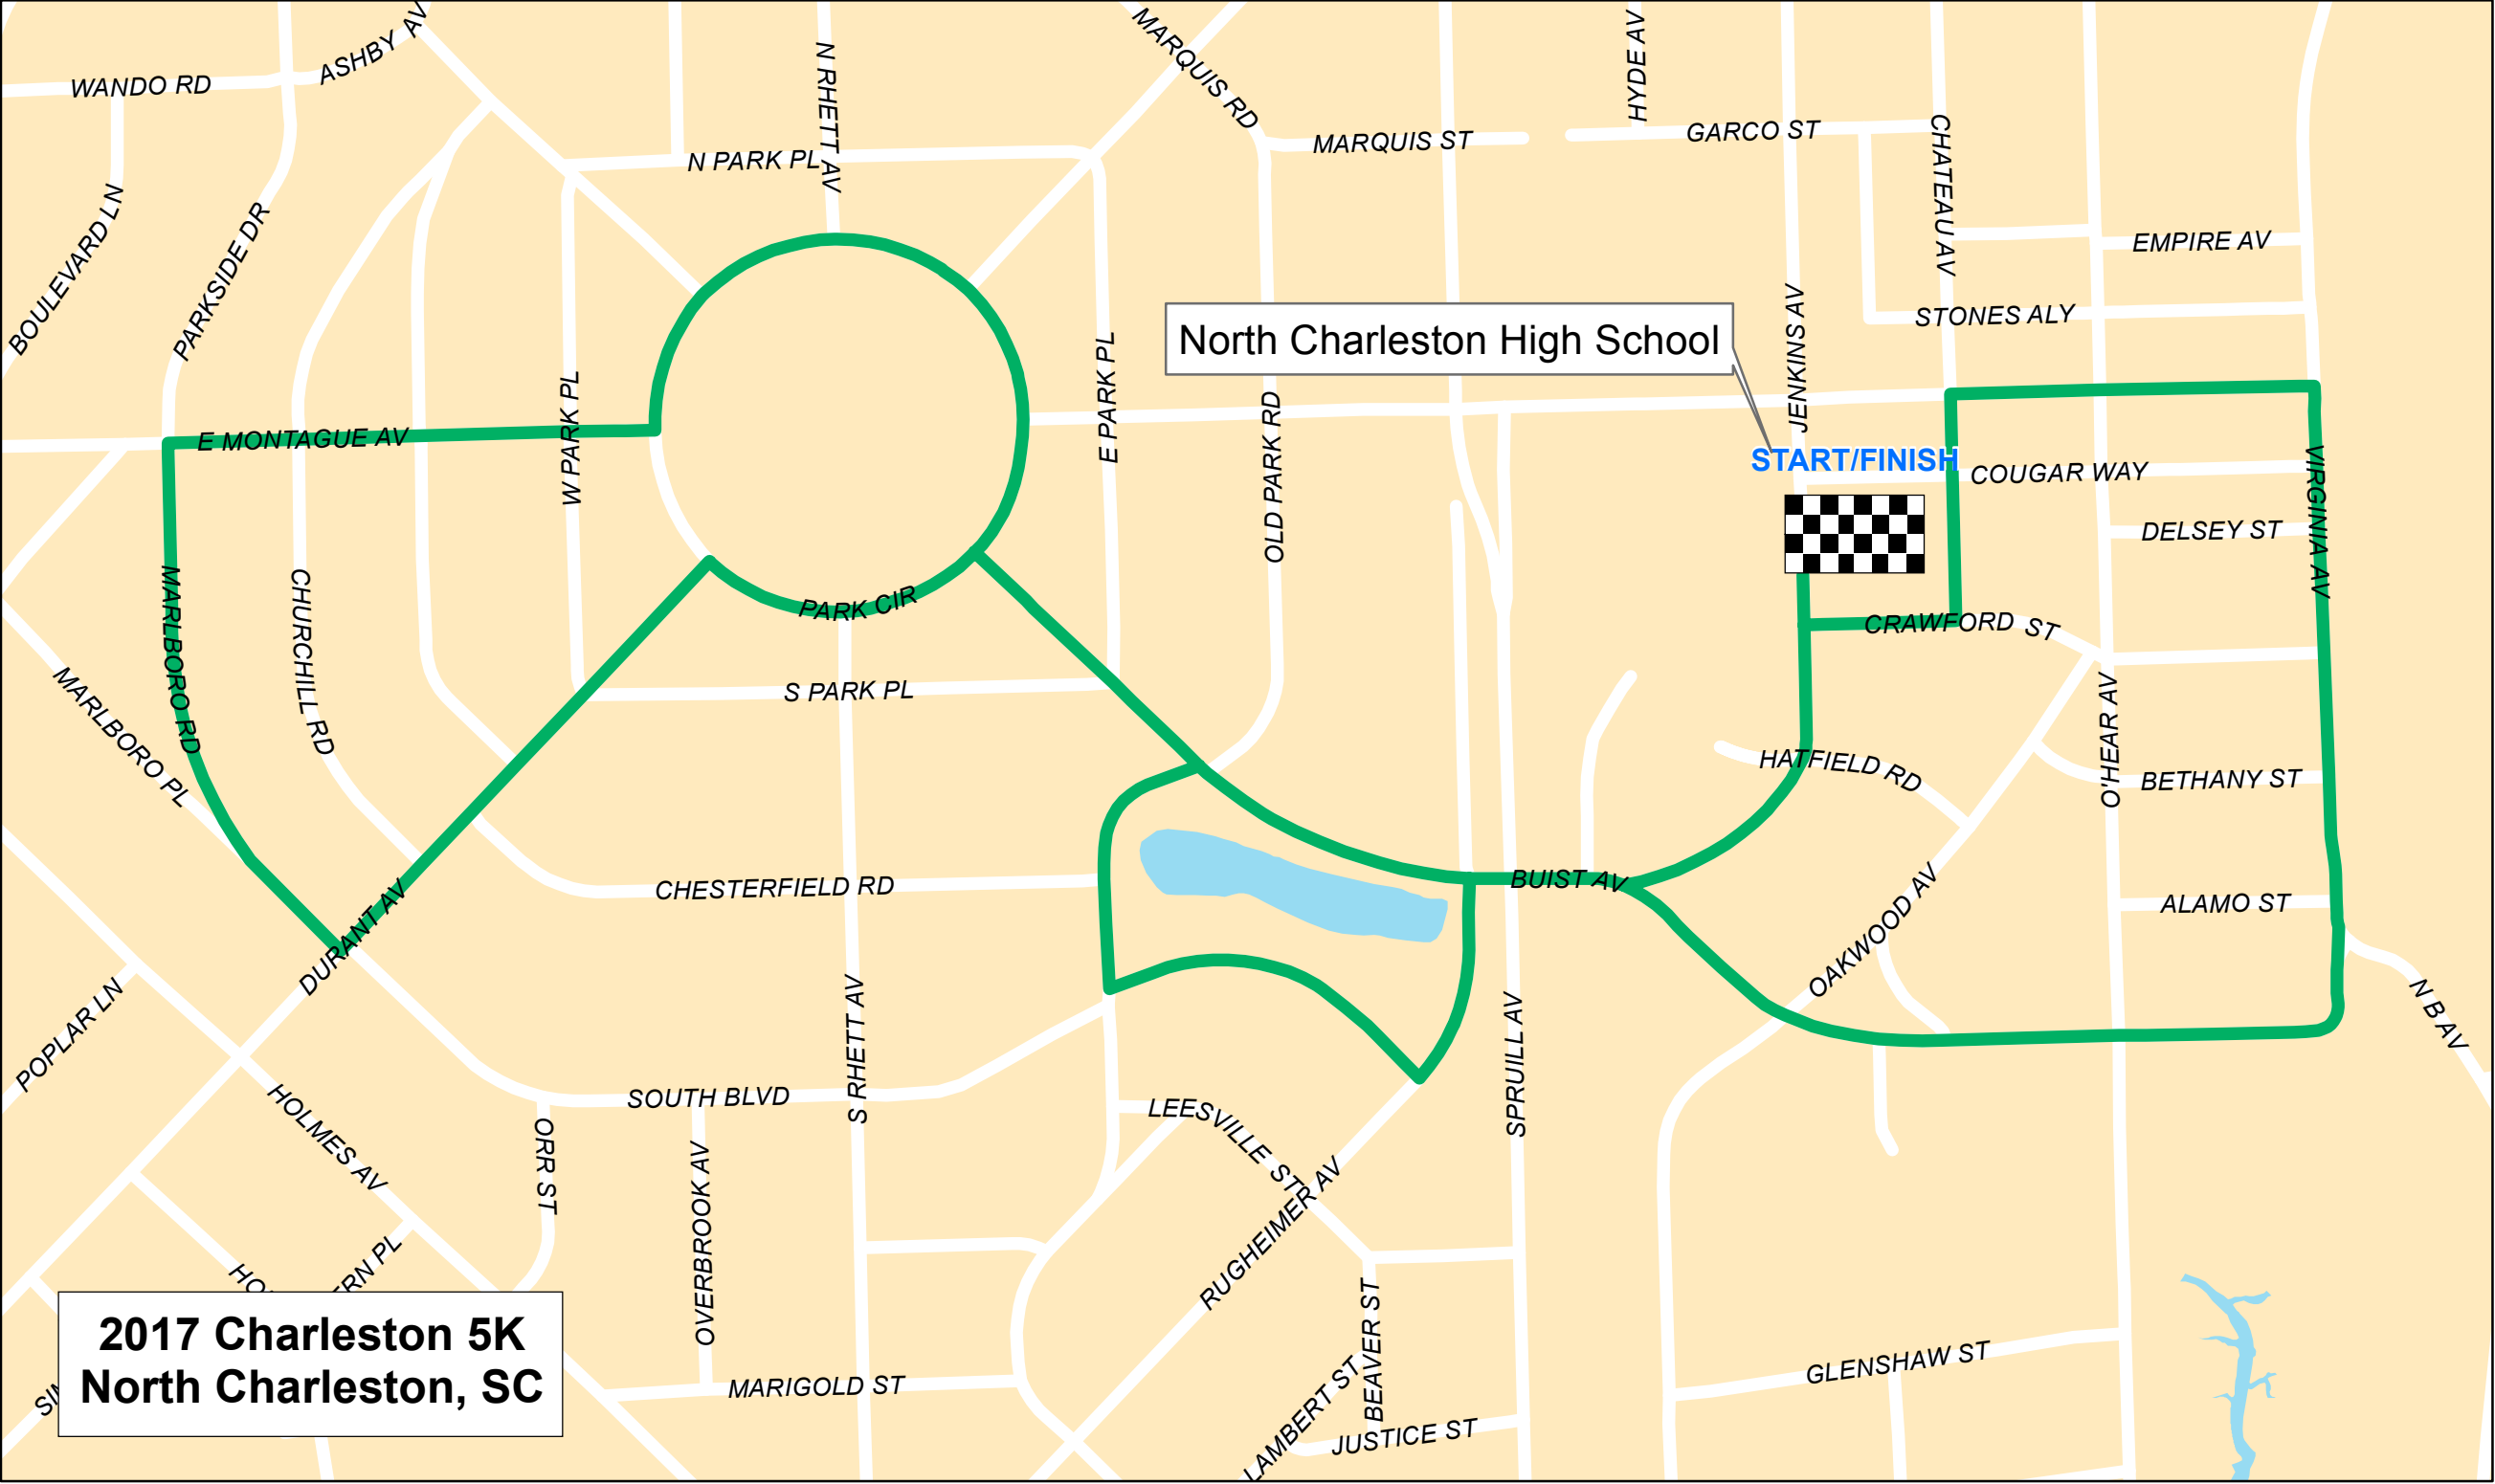 WANDO RD
ASHBY AV
N RHETT AV
MARQUIS RD
HYDE AV
MARQUIS ST
GARCO ST
N PARK PL
CHATEAU AV
BOULEVARD LN
PARKSIDE DR
EMPIRE AV
STONES ALY
JENKINS AV
North Charleston High School
E PARK PL
W PARK PL
OLD PARK RD
E MONTAGUE AV
START/FINISH
COUGAR WAY
VIRGINIA AV
DELSEY ST
MARLBORO RD
CHURCHILL RD
PARK CIR
CRAWFORD ST
MARLBORO PL
S PARK PL
O'HEAR AV
HATFIELD RD
BETHANY ST
CHESTERFIELD RD
BUIST AV
ALAMO ST
DURANT AV
OAKWOOD AV
POPLAR LN
S RHETT AV
SPRUILL AV
N B AV
HOLMES AV
SOUTH BLVD
LEESVILLE ST
ORR ST
OVERBROOK AV
RUGHEIMER AV
BEAVER ST
GLENSHAW ST
MARIGOLD ST
LAMBERT ST
JUSTICE ST
2017 Charleston 5K
North Charleston, SC